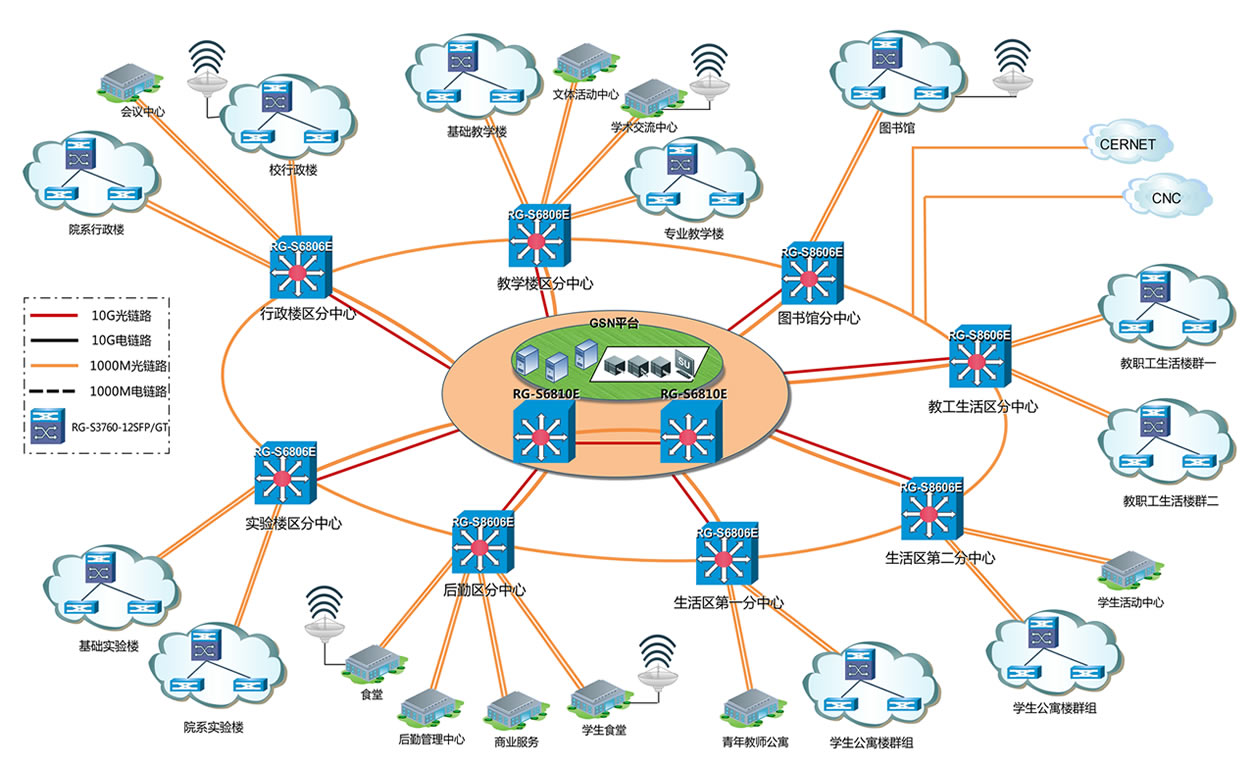 会议中心
校行政楼
院系行政楼
RG-S6806E
行政楼区分中心
基础教学楼
文体活动中心
学术交流中心
专业教学楼
RG-S6806E
教学楼区分中心
图书馆
RG-S8606E
图书馆分中心
CERNET
CNC
10G光链路
10G电链路
1000M光链路
1000M电链路
RG-S3760-12SFP/GT
GSN平台
SU
RG-S6810E
RG-S6810E
RG-S8606E
教工生活区分中心
教职工生活楼群一
教职工生活楼群二
RG-S6806E
实验楼区分中心
基础实验楼
院系实验楼
RG-S8606E
后勤区分中心
食堂
后勤管理中心
商业服务
学生食堂
RG-S6806E
生活区第一分中心
青年教师公寓
学生公寓楼群组
RG-S8606E
生活区第二分中心
学生活动中心
学生公寓楼群组